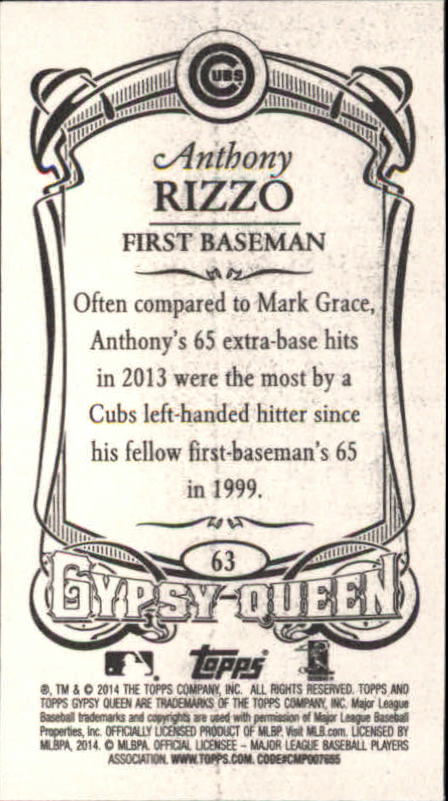 CUBS
Anthony
RIZZO
FIRST BASEMAN
Often compared to Mark Grace,
Anthony's 65 extra-base hits
in 2013 were the most by a
Cubs left-handed hitter since
his fellow first-baseman's 65
in 1999.
63
GYPSY QUEEN
Topps
®, TM & © 2014 THE TOPPS COMPANY, INC. ALL RIGHTS RESERVED. TOPPS AND
TOPPS GYPSY QUEEN ARE TRADEMARKS OF THE TOPPS COMPANY, INC. Major League
Baseball trademarks and copyrights are used with permission of Major League Baseball
Properties, Inc. OFFICIALLY LICENSED PRODUCT OF MLBP. Visit MLB.com. LICENSED BY
MLBPA, 2014. © MLBPA. OFFICIAL LICENSEE – MAJOR LEAGUE BASEBALL PLAYERS
ASSOCIATION. WWW.TOPPS.COM. CODE#CMP007655